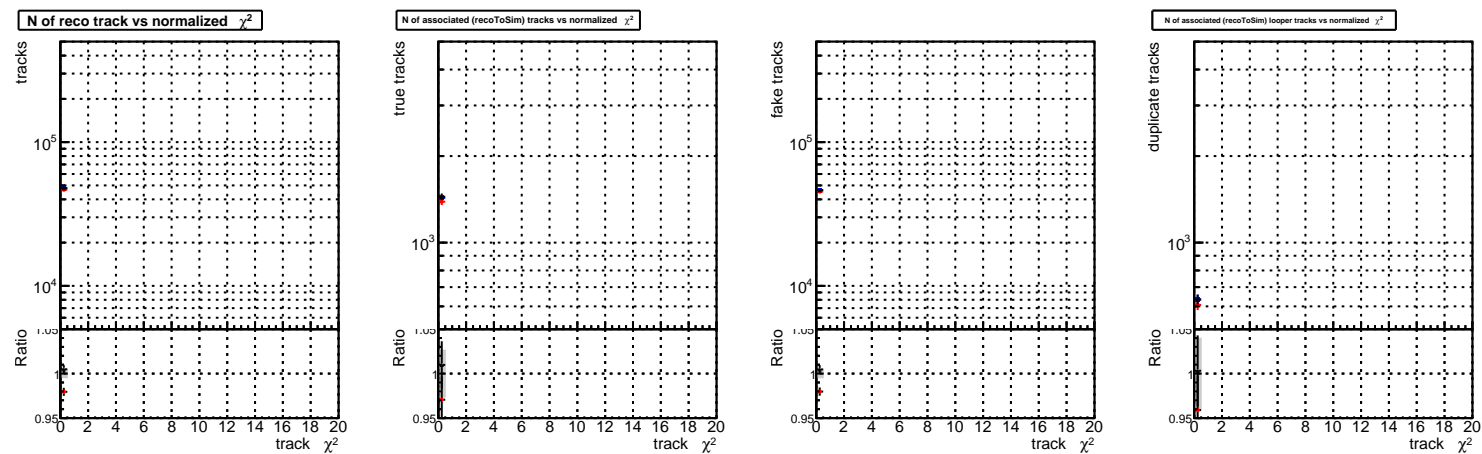 N of reco track vs normalized χ²
N of associated (recoToSim) tracks vs normalized χ²
N of associated (recoToSim) looper tracks vs normalized χ²
tracks
10⁵
10⁴
Ratio
1.05
1
0.95
0 2 4 6 8 10 12 14 16 18 20
track χ²
true tracks
10³
Ratio
1.05
1
0.95
0 2 4 6 8 10 12 14 16 18 20
track χ²
fake tracks
10⁵
10⁴
Ratio
1.05
1
0.95
0 2 4 6 8 10 12 14 16 18 20
track χ²
duplicate tracks
10³
Ratio
1.05
1
0.95
0 2 4 6 8 10 12 14 16 18 20
track χ²